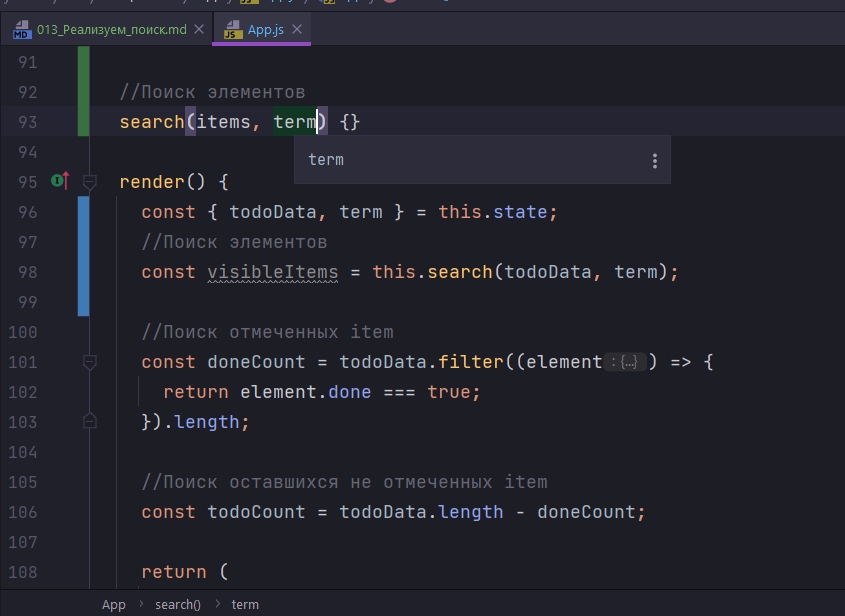 013_Реализуем_поиск.md App.js
91
92 //Поиск элементов
93 search(items, term) {}
term
94
95 render() {
96 const { todoData, term } = this.state;
97 //Поиск элементов
98 const visibleItems = this.search(todoData, term);
99
100 //Поиск отмеченных item
101 const doneCount = todoData.filter((element : {...} ) => {
102 return element.done === true;
103 }).length;
104
105 //Поиск оставшихся не отмеченных item
106 const todoCount = todoData.length - doneCount;
107
108 return (
App › search() › term